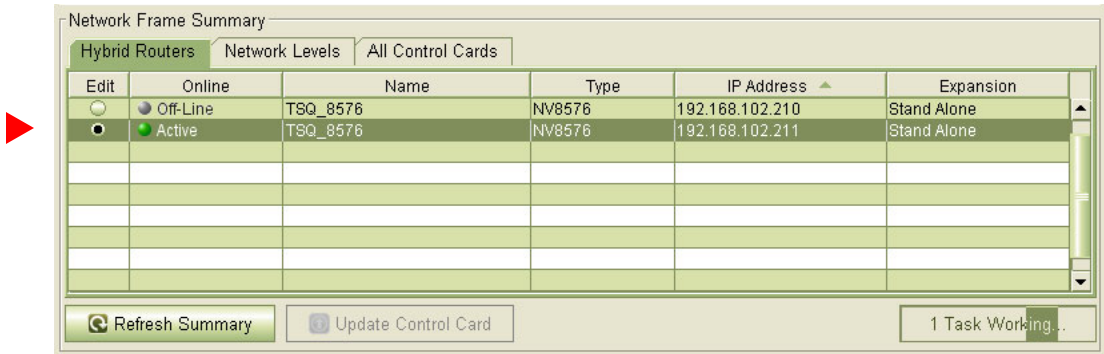 Network Frame Summary
Hybrid Routers Network Levels All Control Cards
Edit Online Name Type IP Address Expansion
Off-Line TSQ_8576 NV8576 192.168.102.210 Stand Alone
Active TSQ_8576 NV8576 192.168.102.211 Stand Alone
Refresh Summary Update Control Card 1 Task Working...